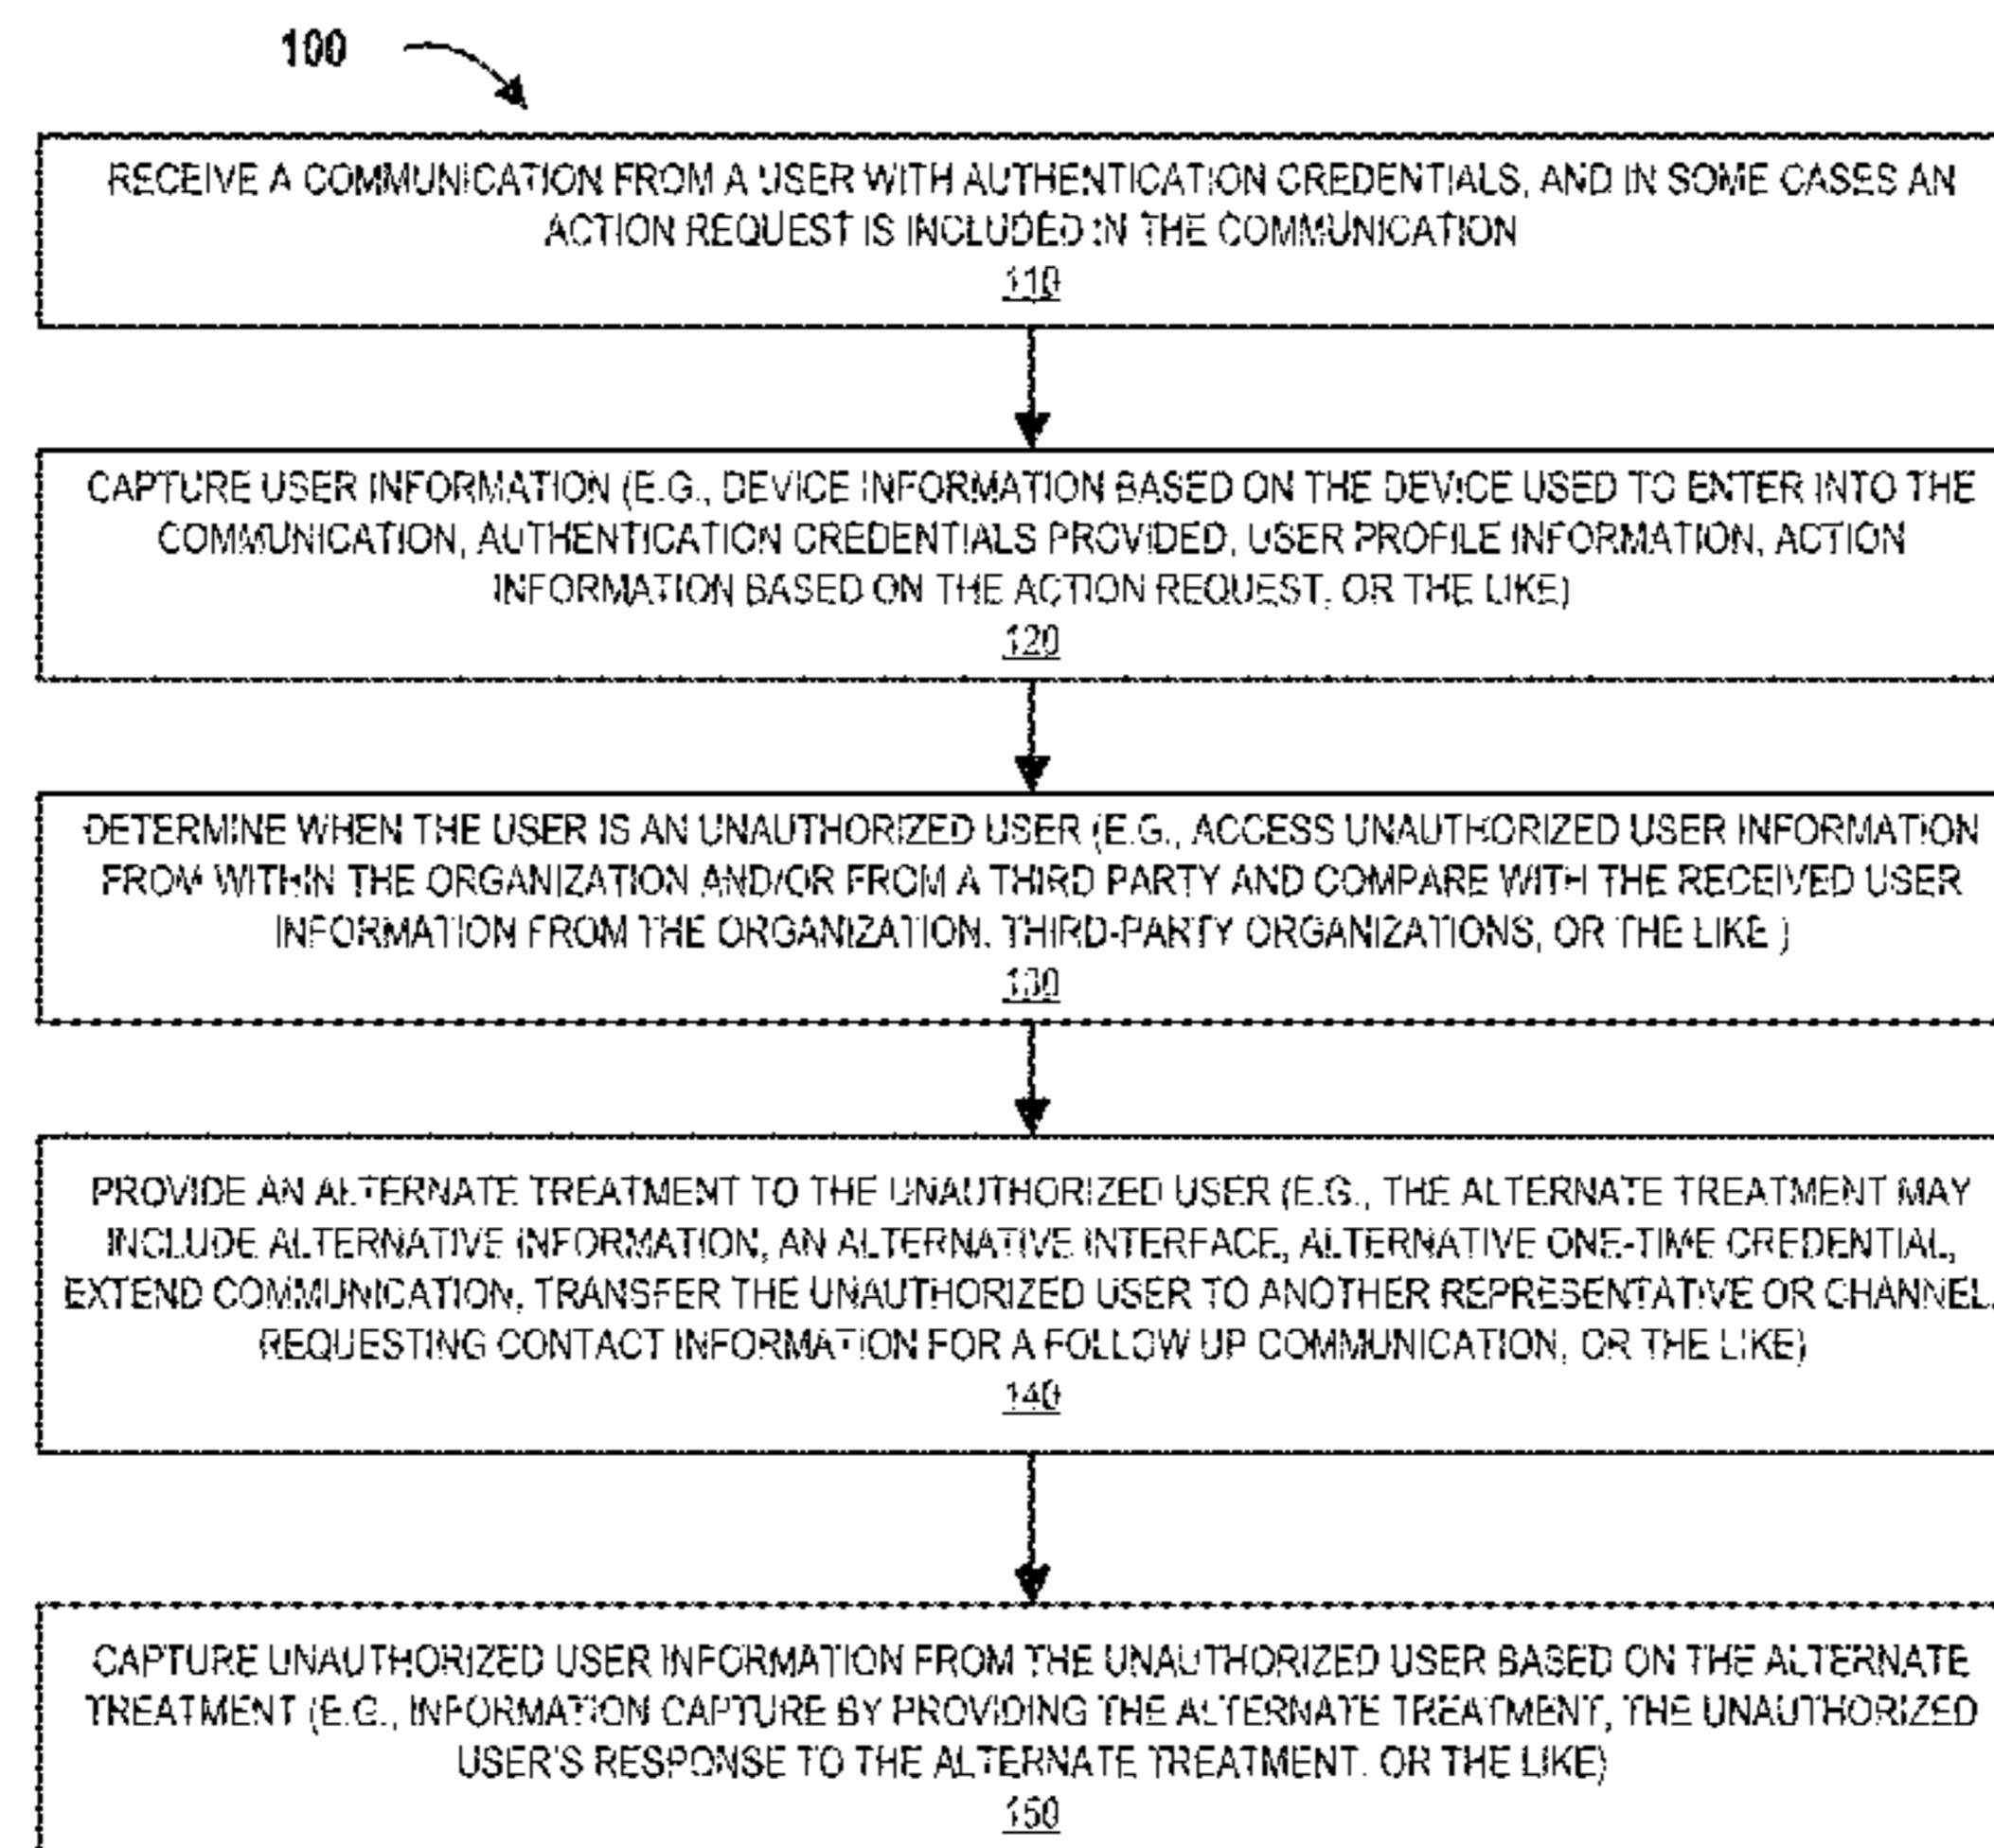 100
RECEIVE A COMMUNICATION FROM A USER WITH AUTHENTICATION CREDENTIALS, AND IN SOME CASES AN
ACTION REQUEST IS INCLUDED IN THE COMMUNICATION
110
CAPTURE USER INFORMATION (E.G., DEVICE INFORMATION BASED ON THE DEVICE USED TO ENTER INTO THE
COMMUNICATION, AUTHENTICATION CREDENTIALS PROVIDED, USER PROFILE INFORMATION, ACTION
INFORMATION BASED ON THE ACTION REQUEST, OR THE LIKE)
120
DETERMINE WHEN THE USER IS AN UNAUTHORIZED USER (E.G., ACCESS UNAUTHORIZED USER INFORMATION
FROM WITHIN THE ORGANIZATION AND/OR FROM A THIRD PARTY AND COMPARE WITH THE RECEIVED USER
INFORMATION FROM THE ORGANIZATION, THIRD-PARTY ORGANIZATIONS, OR THE LIKE )
130
PROVIDE AN ALTERNATE TREATMENT TO THE UNAUTHORIZED USER (E.G., THE ALTERNATE TREATMENT MAY
INCLUDE ALTERNATIVE INFORMATION, AN ALTERNATIVE INTERFACE, ALTERNATIVE ONE-TIME CREDENTIAL,
EXTEND COMMUNICATION, TRANSFER THE UNAUTHORIZED USER TO ANOTHER REPRESENTATIVE OR CHANNEL,
REQUESTING CONTACT INFORMATION FOR A FOLLOW UP COMMUNICATION, OR THE LIKE)
140
CAPTURE UNAUTHORIZED USER INFORMATION FROM THE UNAUTHORIZED USER BASED ON THE ALTERNATE
TREATMENT (E.G., INFORMATION CAPTURE BY PROVIDING THE ALTERNATE TREATMENT, THE UNAUTHORIZED
USER'S RESPONSE TO THE ALTERNATE TREATMENT, OR THE LIKE)
150